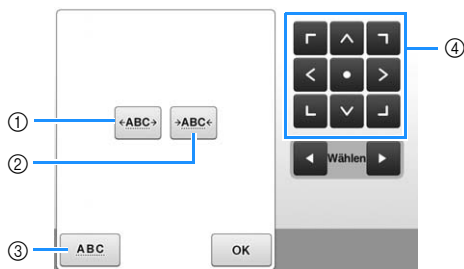 ①
④
←ABC→ →ABC←
②
Wählen
③
ABC
OK